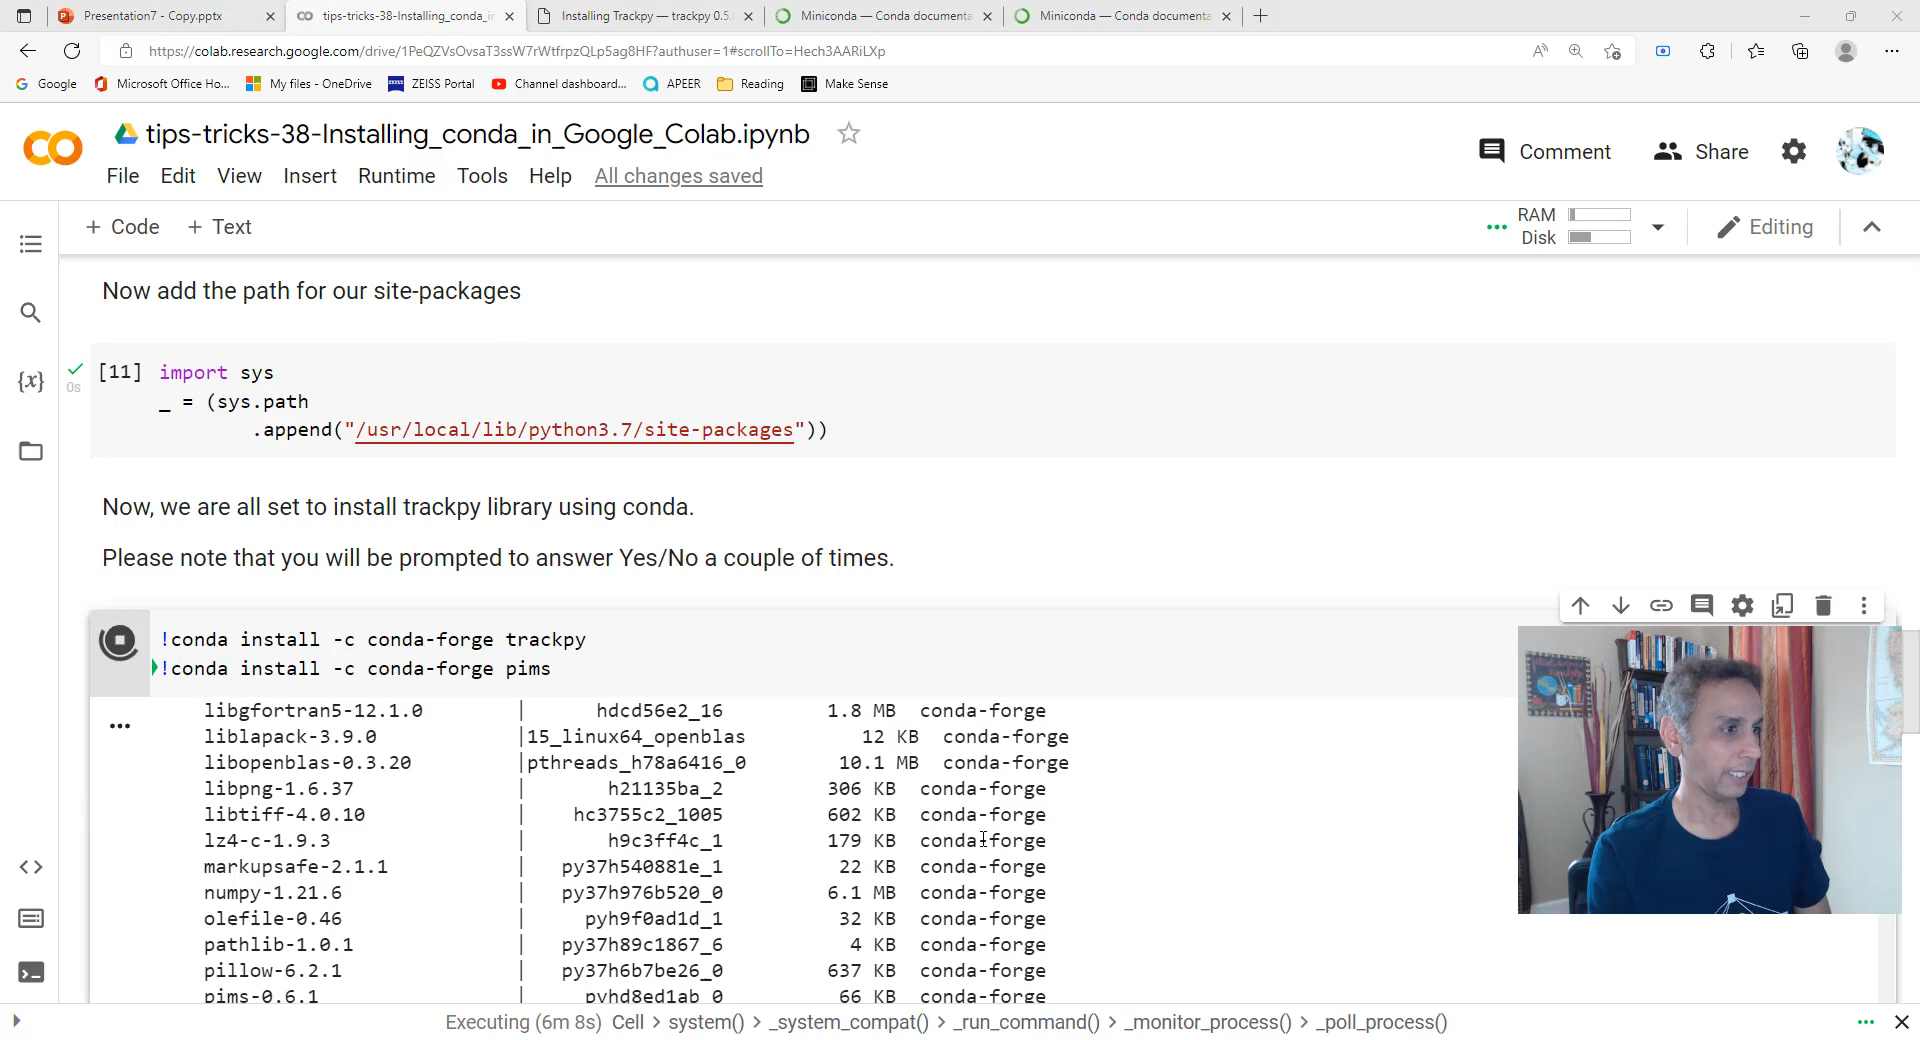 Presentation7 - Copy.pptx
tips-tricks-38-Installing_conda_in
Installing Trackpy — trackpy 0.5.
Miniconda — Conda documenta
Miniconda — Conda documenta
https://colab.research.google.com/drive/1PeQZVsOvsaT3ssW7rWtfrpzQLp5ag8HF?authuser=1#scrollTo=Hech3AARiLXp
Google
Microsoft Office Ho...
My files - OneDrive
ZEISS Portal
Channel dashboard...
APEER
Reading
Make Sense
tips-tricks-38-Installing_conda_in_Google_Colab.ipynb
Comment
Share
File Edit View Insert Runtime Tools Help All changes saved
+ Code + Text
RAM
Disk
Editing
Now add the path for our site-packages
[11] import sys
0s
_ = (sys.path
.append("/usr/local/lib/python3.7/site-packages"))
Now, we are all set to install trackpy library using conda.
Please note that you will be prompted to answer Yes/No a couple of times.
!conda install -c conda-forge trackpy
!conda install -c conda-forge pims
libgfortran5-12.1.0 | hdcd56e2_16 1.8 MB conda-forge
liblapack-3.9.0 |15_linux64_openblas 12 KB conda-forge
libopenblas-0.3.20 |pthreads_h78a6416_0 10.1 MB conda-forge
libpng-1.6.37 | h21135ba_2 306 KB conda-forge
libtiff-4.0.10 | hc3755c2_1005 602 KB conda-forge
lz4-c-1.9.3 | h9c3ff4c_1 179 KB conda-forge
markupsafe-2.1.1 | py37h540881e_1 22 KB conda-forge
numpy-1.21.6 | py37h976b520_0 6.1 MB conda-forge
olefile-0.46 | pyh9f0ad1d_1 32 KB conda-forge
pathlib-1.0.1 | py37h89c1867_6 4 KB conda-forge
pillow-6.2.1 | py37h6b7be26_0 637 KB conda-forge
pims-0.6.1 | pyhd8ed1ab_0 66 KB conda-forge
Executing (6m 8s) Cell > system() > _system_compat() > _run_command() > _monitor_process() > _poll_process()